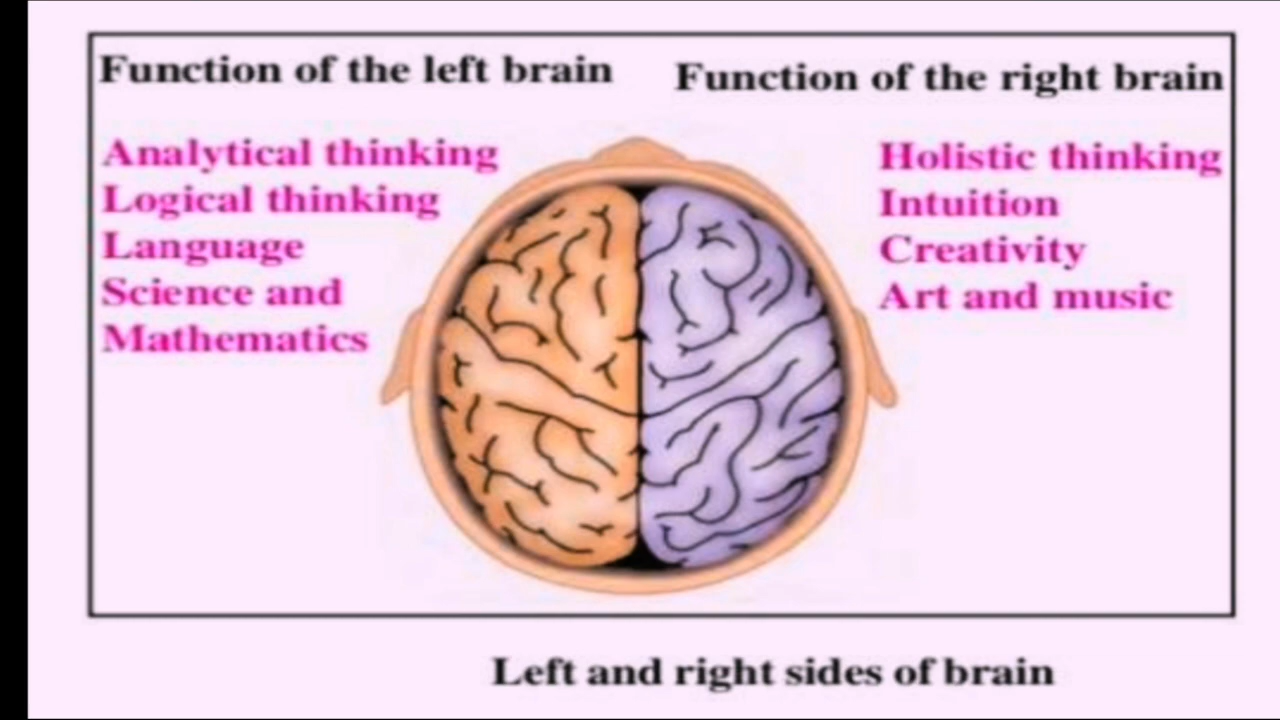 Function of the left brain
Analytical thinking
Logical thinking
Language
Science and
Mathematics
Function of the right brain
Holistic thinking
Intuition
Creativity
Art and music
Left and right sides of brain